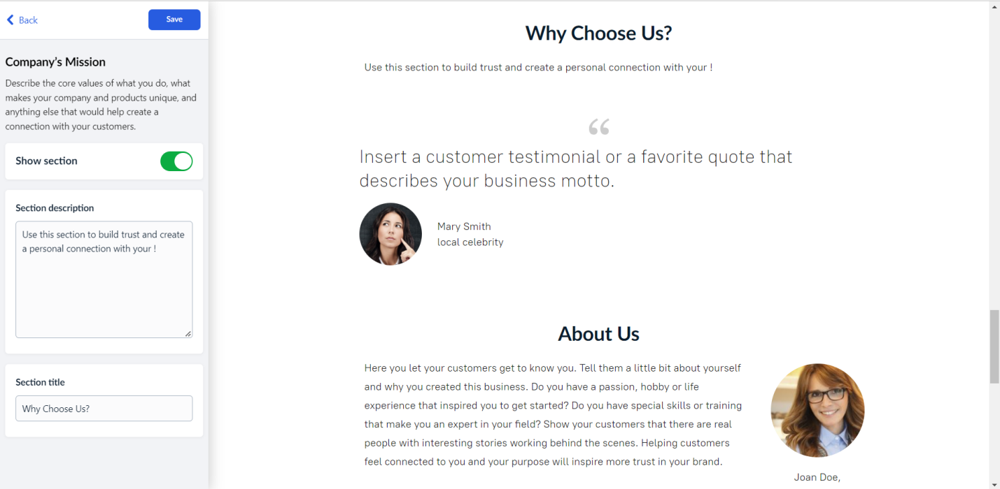 Back
Save
Company's Mission
Describe the core values of what you do, what
makes your company and products unique, and
anything else that would help create a
connection with your customers.
Show section
Section description
Use this section to build trust and create
a personal connection with your !
Section title
Why Choose Us?
Why Choose Us?
Use this section to build trust and create a personal connection with your !
“
Insert a customer testimonial or a favorite quote that
describes your business motto.
Mary Smith
local celebrity
About Us
Here you let your customers get to know you. Tell them a little bit about yourself
and why you created this business. Do you have a passion, hobby or life
experience that inspired you to get started? Do you have special skills or training
that make you an expert in your field? Show your customers that there are real
people with interesting stories working behind the scenes. Helping customers
feel connected to you and your purpose will inspire more trust in your brand.
Joan Doe,